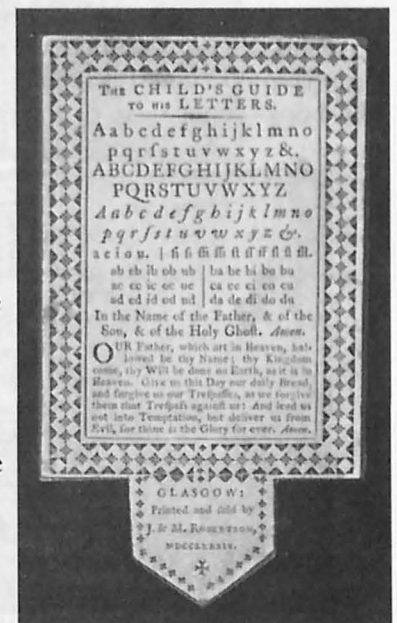 THE CHILD'S GUIDE
TO HIS LETTERS.
Aabcdefghijklmno
pqrſstuvwxyz&.
ABCDEFGHIJKLMNO
PQRSTUVWXYZ
Aabcdefghijklmno
pqrſstuvwxyz &.
aeiou.
ab eb ib ob ub | ba be bi bo bu
ac ec ic oc uc | ca ce ci co cu
ad ed id od ud | da de di do du
In the Name of the Father, & of the
Son, & of the Holy Ghoſt. Amen.
OUR Father, which art in Heaven, hal-
lowed be thy Name; thy Kingdom
come, thy Will be done on Earth, as it is in
Heaven. Give us this Day our daily Bread,
and forgive us our Treſpaſſes, as we forgive
them that Treſpaſs againſt us: And lead us
not into Temptation, but deliver us from
Evil, for thine is the Glory for ever. Amen.
GLASGOW:
Printed and ſold by
J. & M. ROBERTSON,